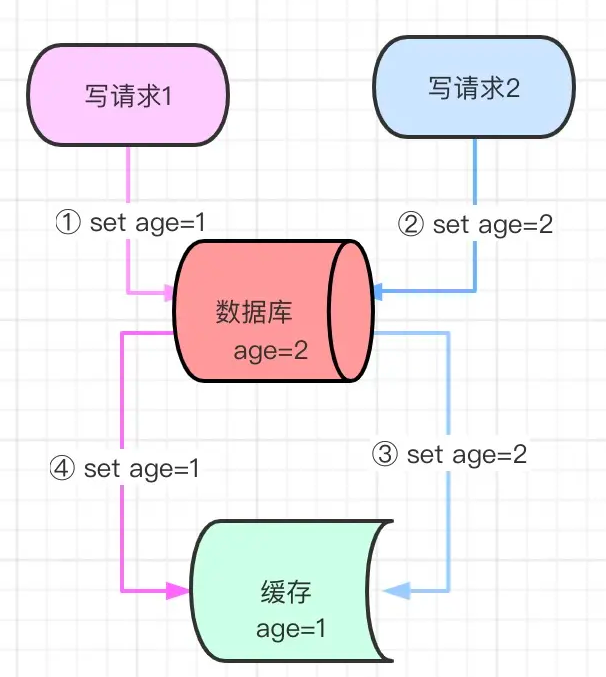 写请求1
写请求2
① set age=1
② set age=2
数据库
age=2
④ set age=1
③ set age=2
缓存
age=1